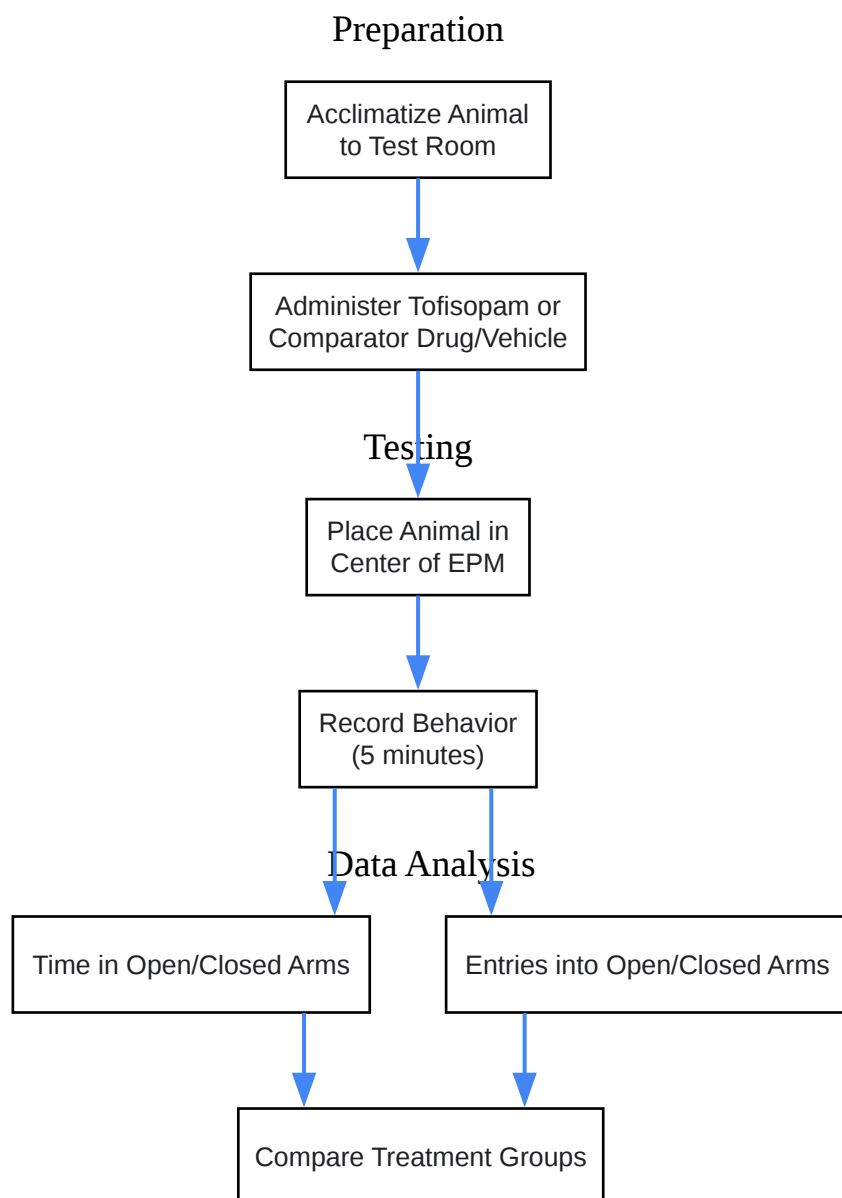 Preparation
Acclimatize Animal
to Test Room
Administer Tofisopam or
Comparator Drug/Vehicle
Testing
Place Animal in
Center of EPM
Record Behavior
(5 minutes)
Data Analysis
Time in Open/Closed Arms
Entries into Open/Closed Arms
Compare Treatment Groups